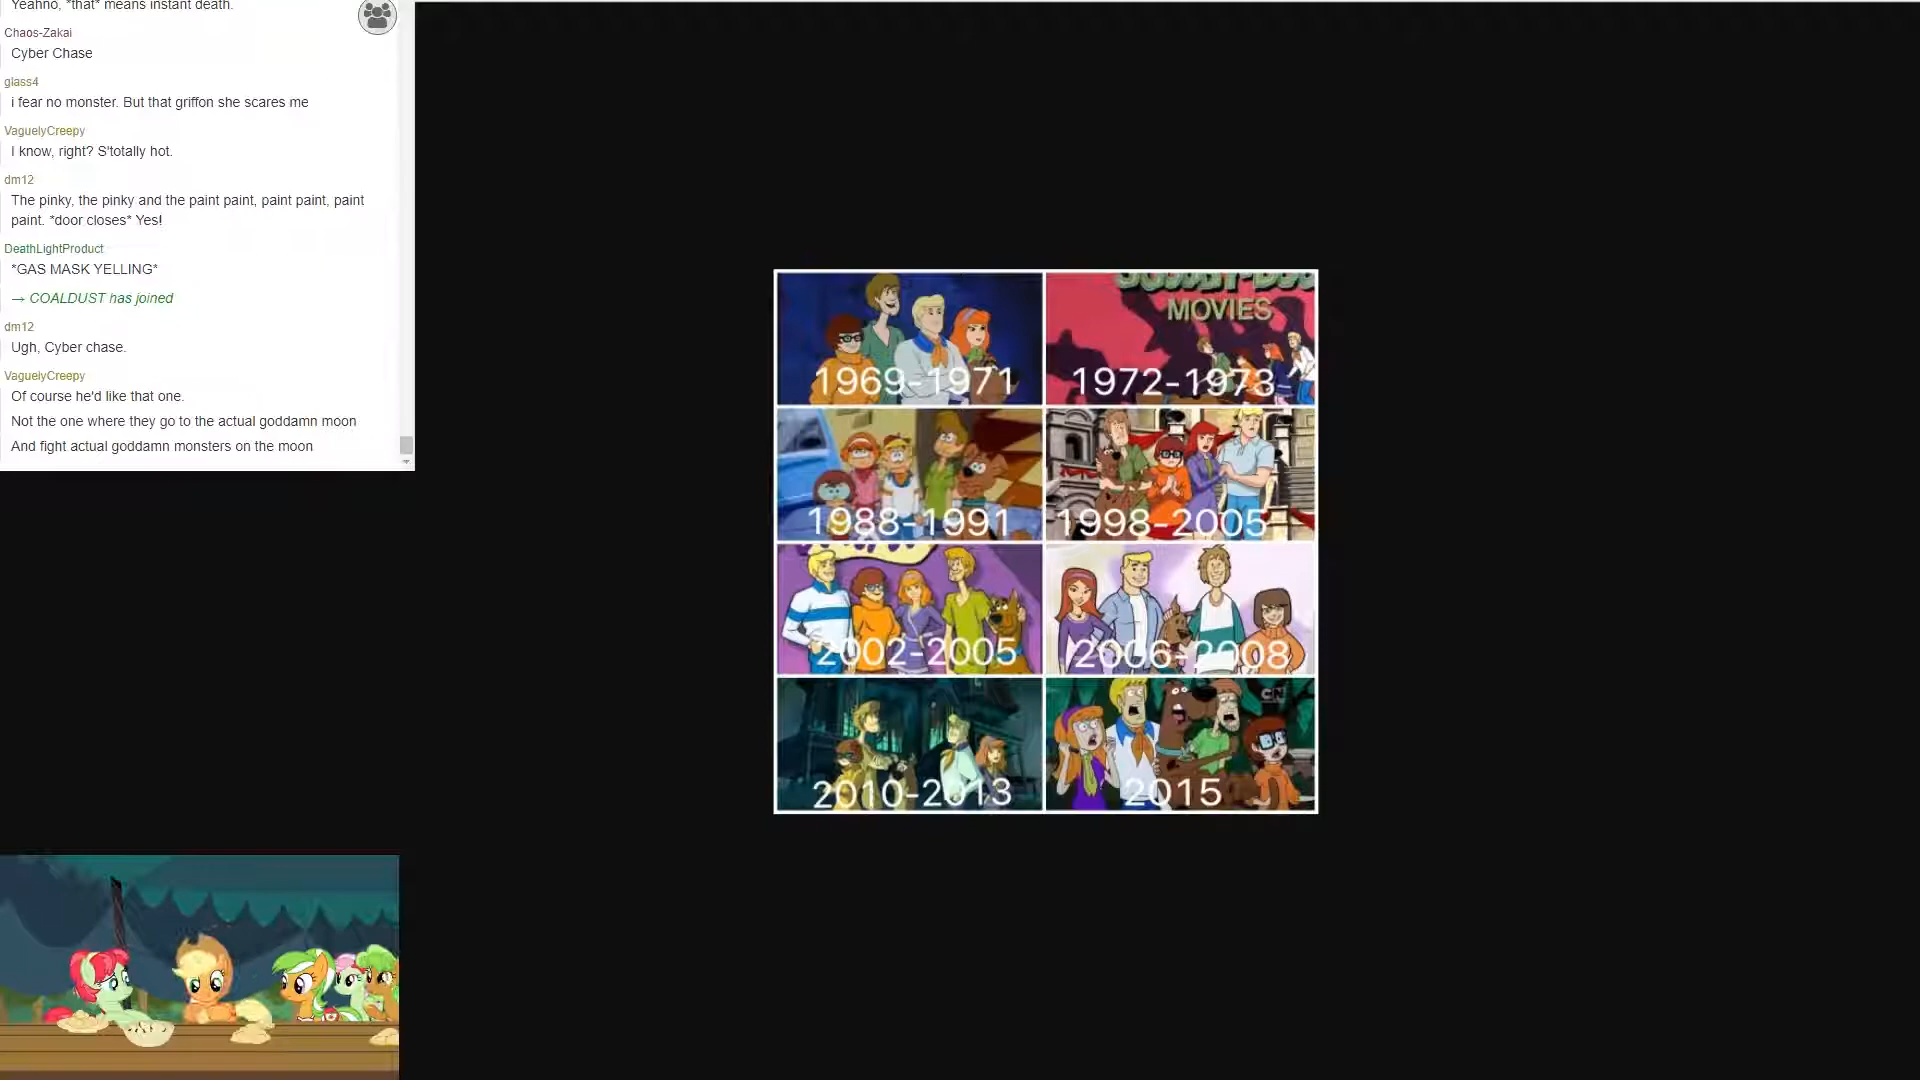 Yeahno, *that* means instant death.
Chaos-Zakai
Cyber Chase
glass4
i fear no monster. But that griffon she scares me
VaguelyCreepy
I know, right? S'totally hot.
dm12
The pinky, the pinky and the paint paint, paint paint, paint
paint. *door closes* Yes!
DeathLightProduct
*GAS MASK YELLING*
→ COALDUST has joined
dm12
Ugh, Cyber chase.
VaguelyCreepy
Of course he'd like that one.
Not the one where they go to the actual goddamn moon
And fight actual goddamn monsters on the moon
SCOOBY-DOO
MOVIES
1969-1971
1972-1973
1988-1991
1998-2005
2002-2005
2006-2008
CN
2010-2013
2015